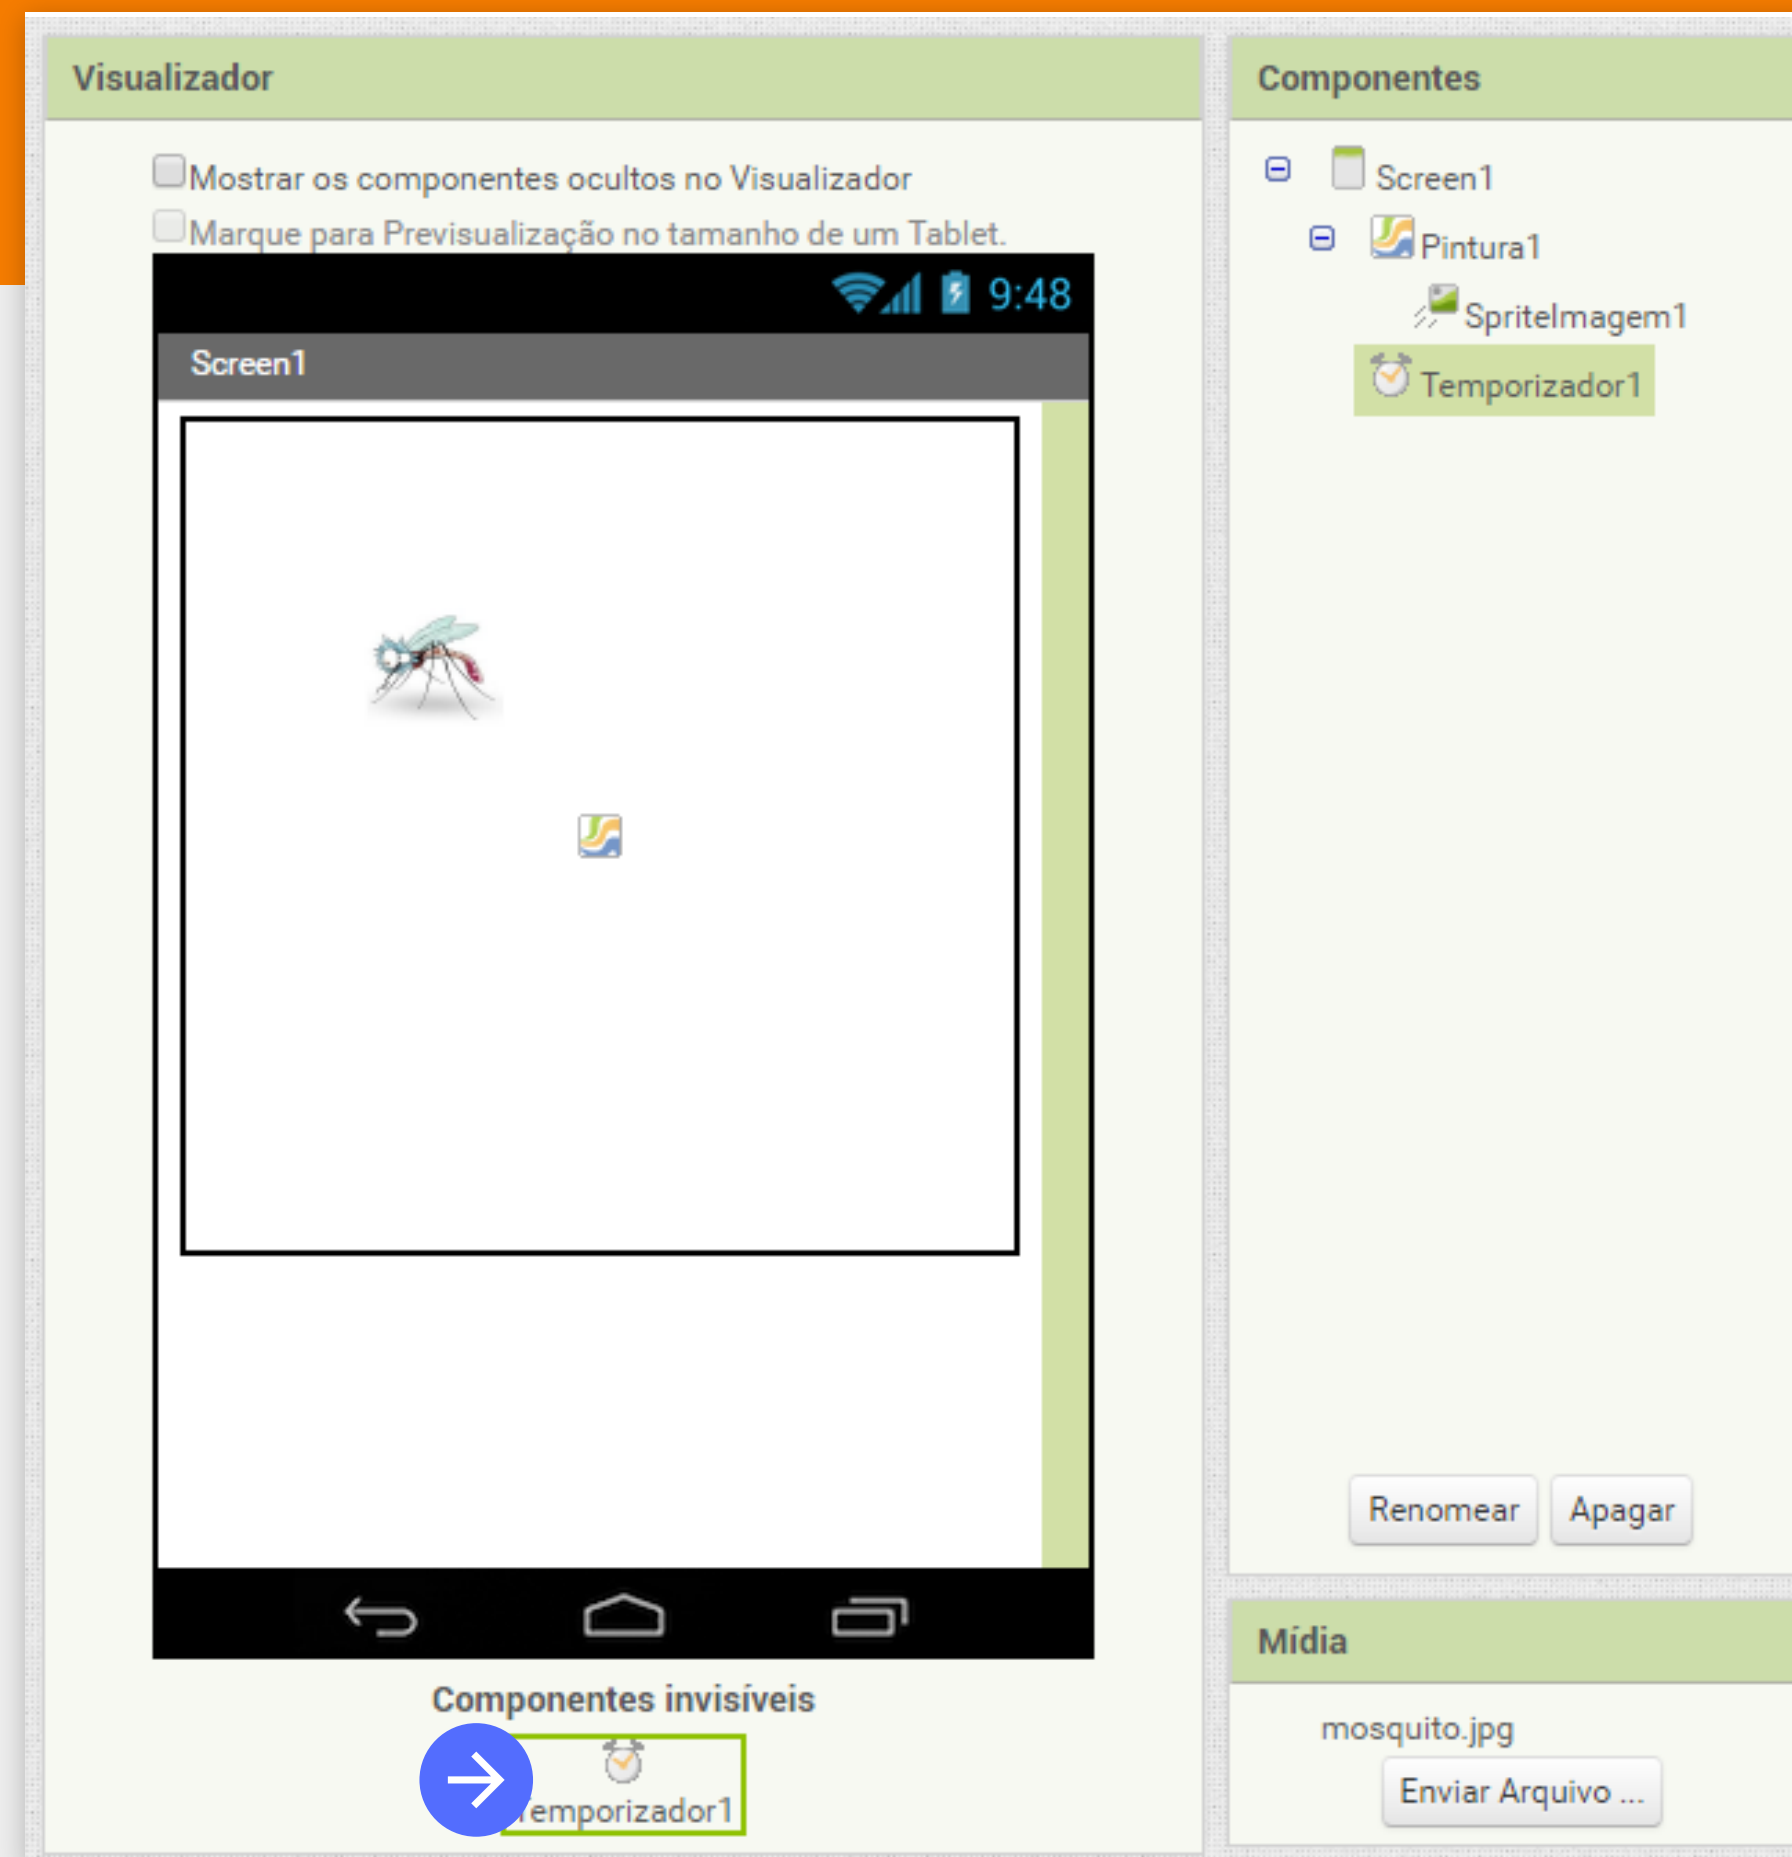 Visualizador
Mostrar os componentes ocultos no Visualizador
Marque para Previsualização no tamanho de um Tablet.
9:48
Screen1
Componentes invisíveis
Temporizador1
Componentes
Screen1
Pintura1
SpriteImagem1
Temporizador1
Renomear Apagar
Mídia
mosquito.jpg
Enviar Arquivo ...